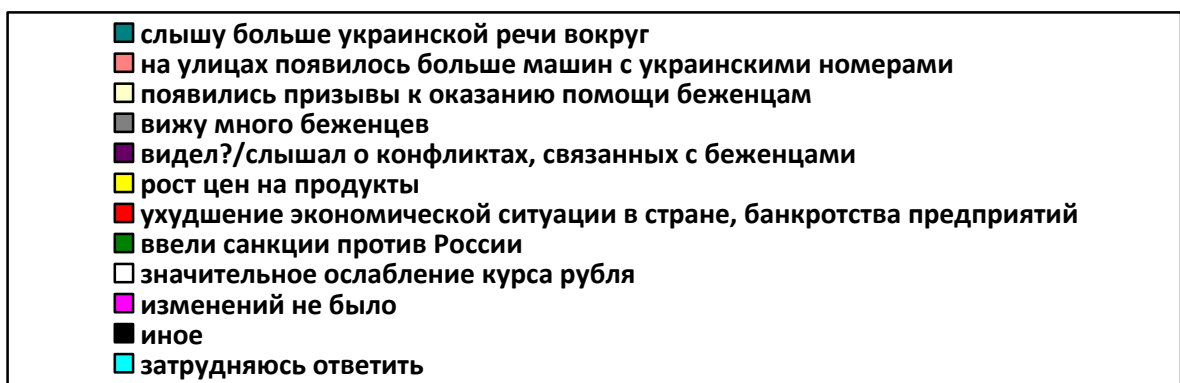 слышу больше украинской речи вокруг
на улицах появилось больше машин с украинскими номерами
появились призывы к оказанию помощи беженцам
вижу много беженцев
видел?/слышал о конфликтах, связанных с беженцами
рост цен на продукты
ухудшение экономической ситуации в стране, банкротства предприятий
ввели санкции против России
значительное ослабление курса рубля
изменений не было
иное
затрудняюсь ответить